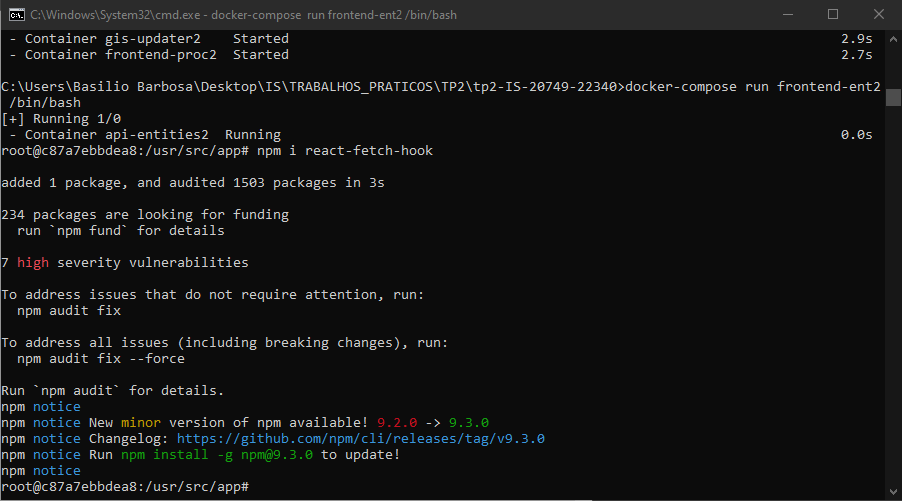 C:\Windows\System32\cmd.exe - docker-compose run frontend-ent2 /bin/bash
- Container gis-updater2    Started    2.9s
- Container frontend-proc2  Started    2.7s
C:\Users\Basilio Barbosa\Desktop\IS\TRABALHOS_PRATICOS\TP2\tp2-IS-20749-22340>docker-compose run frontend-ent2
/bin/bash
[+] Running 1/0
- Container api-entities2  Running    0.0s
root@c87a7ebbdea8:/usr/src/app# npm i react-fetch-hook
added 1 package, and audited 1503 packages in 3s
234 packages are looking for funding
run `npm fund` for details
7 high severity vulnerabilities
To address issues that do not require attention, run:
npm audit fix
To address all issues (including breaking changes), run:
npm audit fix --force
Run `npm audit` for details.
npm notice
npm notice New minor version of npm available! 9.2.0 -> 9.3.0
npm notice Changelog: https://github.com/npm/cli/releases/tag/v9.3.0
npm notice Run npm install -g npm@9.3.0 to update!
npm notice
root@c87a7ebbdea8:/usr/src/app#